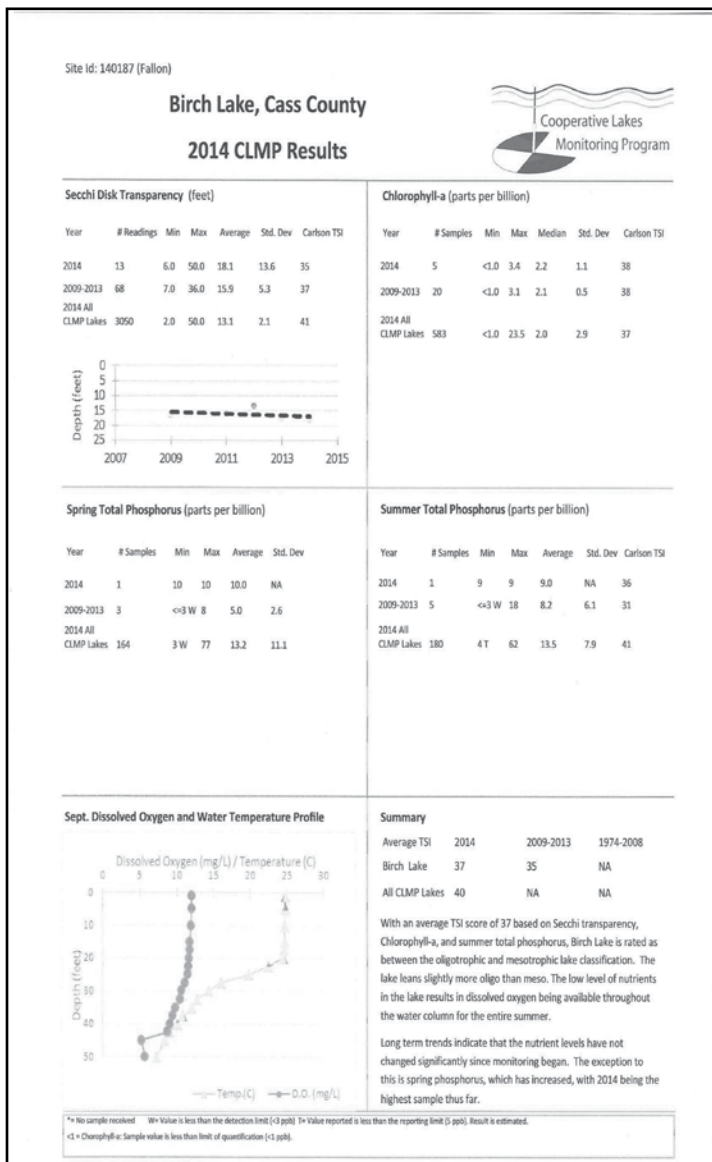 Site Id: 140187 (Fallon)
Birch Lake, Cass County
2014 CLMP Results
Cooperative Lakes
Monitoring Program
Secchi Disk Transparency (feet)
Year # Readings Min Max Average Std. Dev Carlson TSI
2014 13 6.0 50.0 18.1 13.6 35
2009-2013 68 7.0 36.0 15.9 5.3 37
2014 All
CLMP Lakes 3050 2.0 50.0 13.1 2.1 41
Depth (feet)
0
5
10
15
20
25
2007 2009 2011 2013 2015
Chlorophyll-a (parts per billion)
Year # Samples Min Max Median Std. Dev Carlson TSI
2014 5 <1.0 3.4 2.2 1.1 38
2009-2013 20 <1.0 3.1 2.1 0.5 38
2014 All
CLMP Lakes 583 <1.0 23.5 2.0 2.9 37
Spring Total Phosphorus (parts per billion)
Year # Samples Min Max Average Std. Dev
2014 1 10 10 10.0 NA
2009-2013 3 <=3 W 8 5.0 2.6
2014 All
CLMP Lakes 164 3 W 77 13.2 11.1
Summer Total Phosphorus (parts per billion)
Year # Samples Min Max Average Std. Dev Carlson TSI
2014 1 9 9 9.0 NA 36
2009-2013 5 <=3 W 18 8.2 6.1 31
2014 All
CLMP Lakes 180 4 T 62 13.5 7.9 41
Sept. Dissolved Oxygen and Water Temperature Profile
Dissolved Oxygen (mg/L) / Temperature (C)
0 5 10 15 20 25 30
Depth (feet)
0
10
20
30
40
50
Temp.(C) D.O. (mg/L)
Summary
Average TSI 2014 2009-2013 1974-2008
Birch Lake 37 35 NA
All CLMP Lakes 40 NA NA
With an average TSI score of 37 based on Secchi transparency,
Chlorophyll-a, and summer total phosphorus, Birch Lake is rated as
between the oligotrophic and mesotrophic lake classification. The
lake leans slightly more oligo than meso. The low level of nutrients
in the lake results in dissolved oxygen being available throughout
the water column for the entire summer.
Long term trends indicate that the nutrient levels have not
changed significantly since monitoring began. The exception to
this is spring phosphorus, which has increased, with 2014 being the
highest sample thus far.
*= No sample received W= Value is less than the detection limit (<3 ppb) T= Value reported is less than the reporting limit (5 ppb). Result is estimated.
<1 = Chorophyll-a: Sample value is less than limit of quantification (<1 ppb).